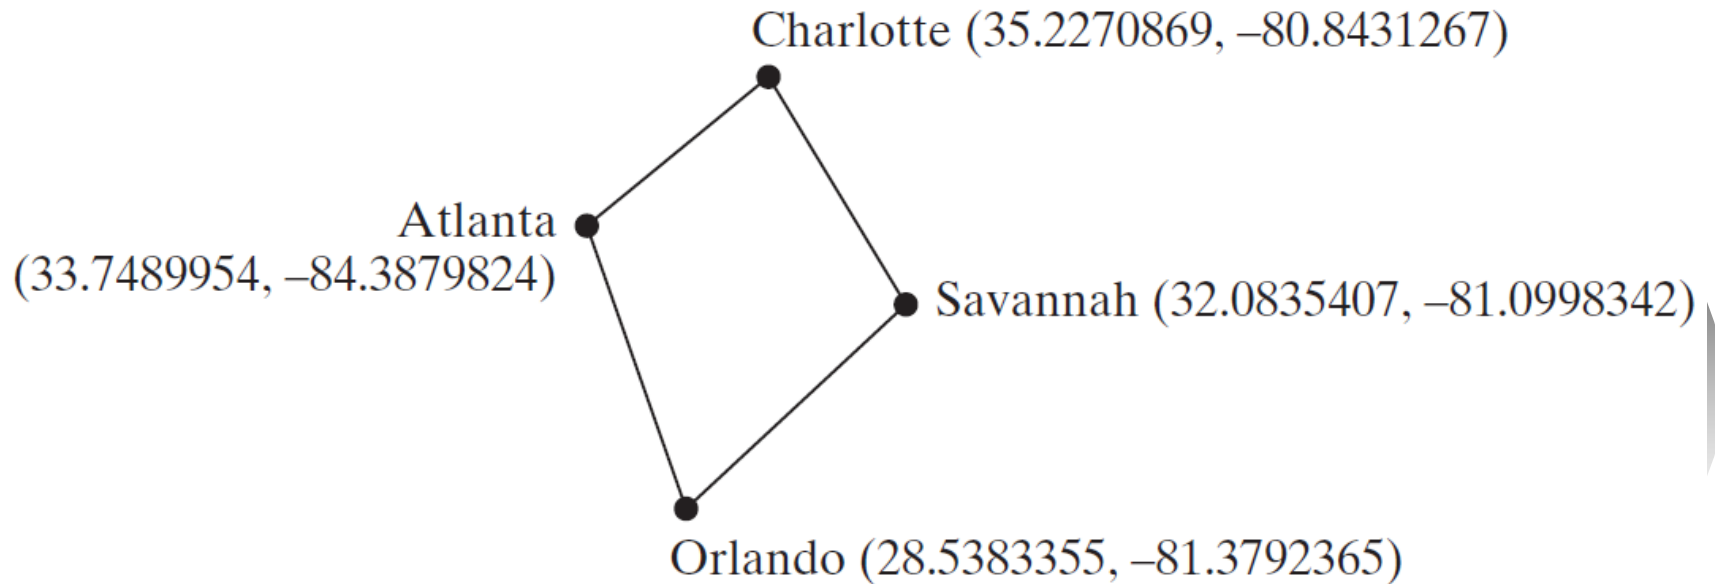 Charlotte (35.2270869, –80.8431267)
Atlanta
(33.7489954, –84.3879824)
Savannah (32.0835407, –81.0998342)
Orlando (28.5383355, –81.3792365)